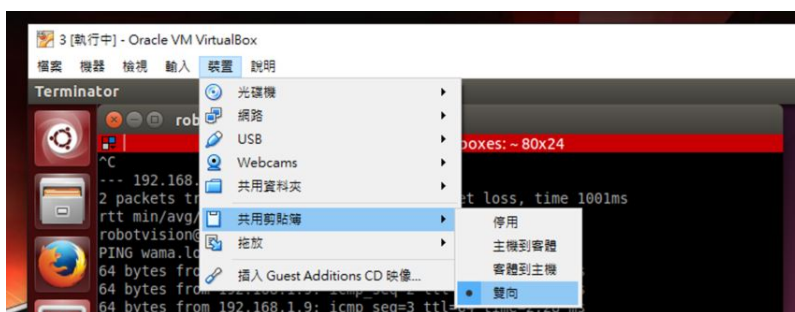 3 [執行中] - Oracle VM VirtualBox
檔案 機器 檢視 輸入 裝置 說明
Terminator
光碟機
網路
USB
Webcams
共用資料夾
共用剪貼簿
拖放
插入 Guest Additions CD 映像...
停用
主機到客體
客體到主機
雙向
rob
boxes: ~ 80x24
^C
--- 192.168.
2 packets tr et loss, time 1001ms
rtt min/avg/
robotvision@
PING wama.lo
64 bytes fro
64 bytes fro
64 bytes from 192.168.1.9: icmp_seq=3 ttl=